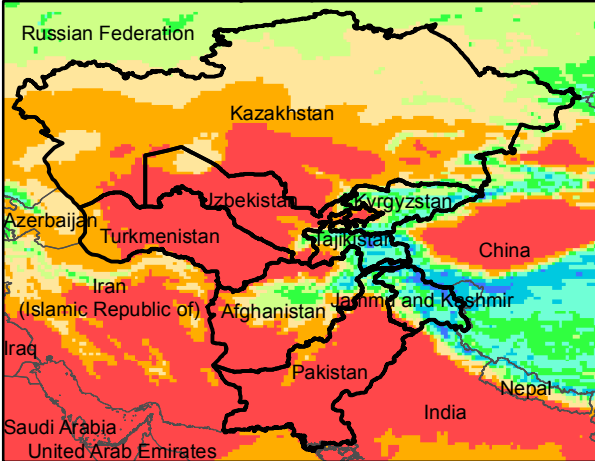 Russian Federation
Kazakhstan
Uzbekistan
Kyrgyzstan
Azerbaijan
Turkmenistan
Tajikistan
China
Iran
(Islamic Republic of)
Afghanistan
Jammu and Kashmir
Iraq
Pakistan
Nepal
India
Saudi Arabia
United Arab Emirates